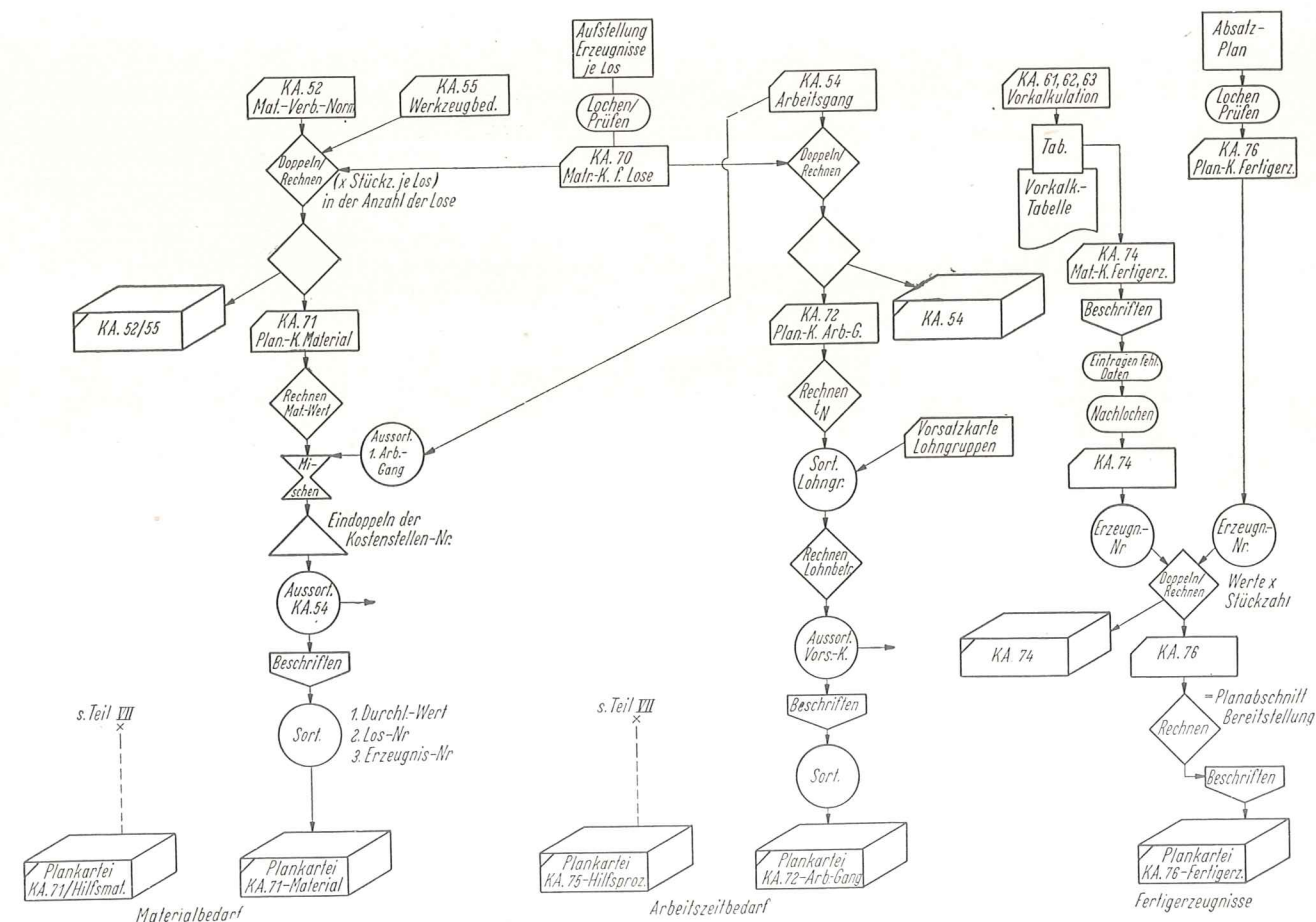 Aufstellung
Erzeugnisse
je Los
Lochen/
Prüfen
KA. 70
Matr.-K. f. Lose
KA. 52
Mat.-Verb.-Norm
KA. 55
Werkzeugbed.
Doppeln/
Rechnen
(x Stückz. je Los)
in der Anzahl der Lose
KA. 52/55
KA. 71
Plan.-K. Material
Rechnen
Mat-Wert
Aussort.
1. Arb.-
Gang
Mi-
schen
Eindoppeln der
Kostenstellen-Nr.
Aussort.
KA. 54
Beschriften
Sort.
1. Durchl.-Wert
2. Los-Nr
3. Erzeugnis-Nr
s. Teil VII
Plankartei
KA. 71/Hilfsmat.
Plankartei
KA. 71-Material
Materialbedarf
KA. 54
Arbeitsgang
Doppeln/
Rechnen
KA. 54
KA. 72
Plan-K. Arb-G.
Rechnen
tN
Vorsatzkarte
Lohngruppen
Sort.
Lohngr.
Rechnen
Lohnbetr.
Aussort.
Vors.-K.
Beschriften
Sort.
s. Teil VII
Plankartei
KA. 75-Hilfsproz.
Plankartei
KA. 72-Arb-Gang
Arbeitszeitbedarf
KA. 61, 62, 63
Vorkalkulation
Tab.
Vorkalk.-
Tabelle
KA. 74
Mat-K. Fertigerz.
Beschriften
Eintragen fehl.
Daten
Nachlochen
KA. 74
Erzeugn.-
Nr
Absatz-
Plan
Lochen
Prüfen
KA. 76
Plan-K. Fertigerz.
Erzeugn.-
Nr.
Doppeln/
Rechnen
Werte x
Stückzahl
KA. 74
KA. 76
Rechnen
=Planabschnitt
Bereitstellung
Beschriften
Plankartei
KA. 76-Fertigerz.
Fertigerzeugnisse